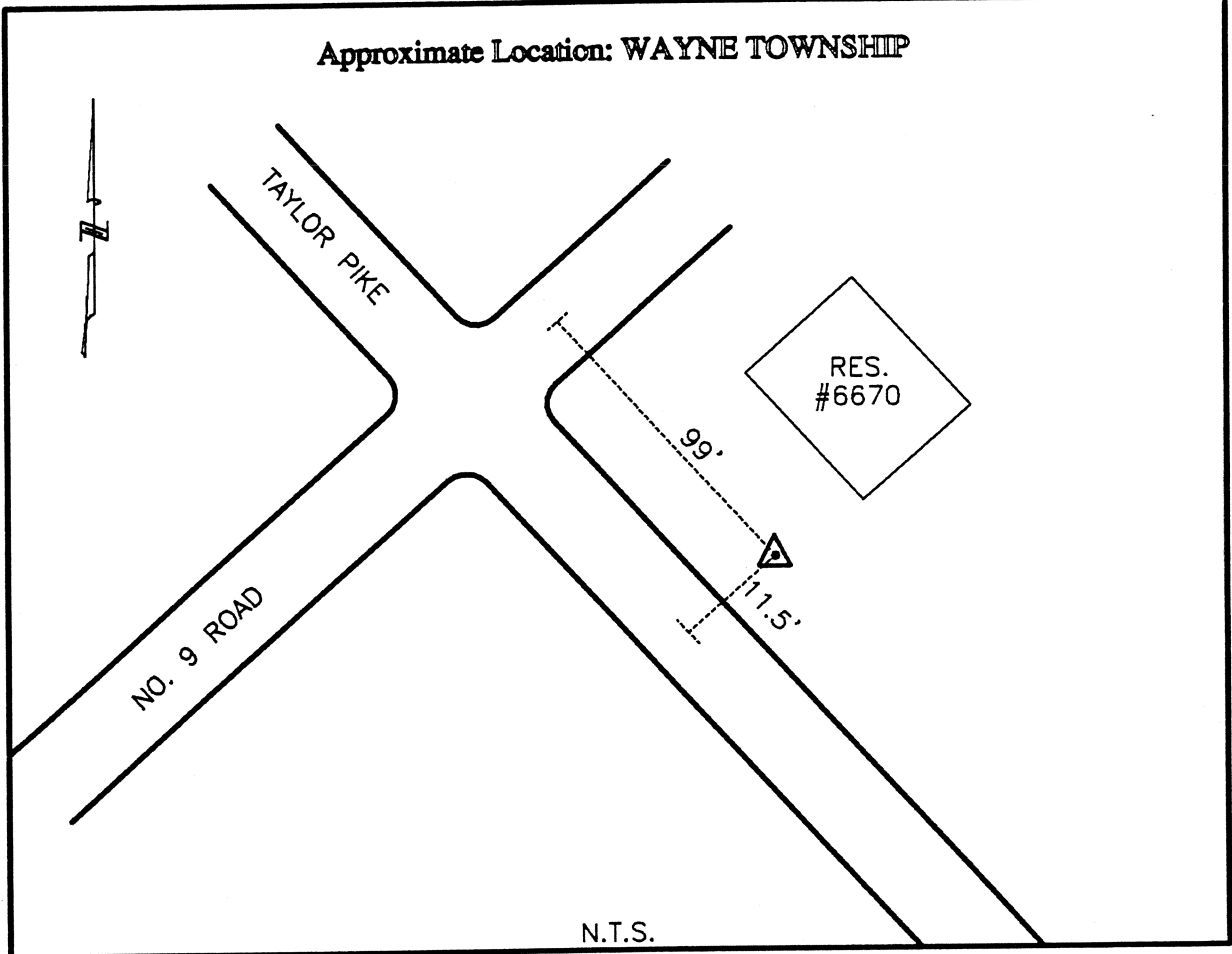 Approximate Location: WAYNE TOWNSHIP
N
TAYLOR PIKE
RES.
#6670
99'
11.5'
NO. 9 ROAD
N.T.S.